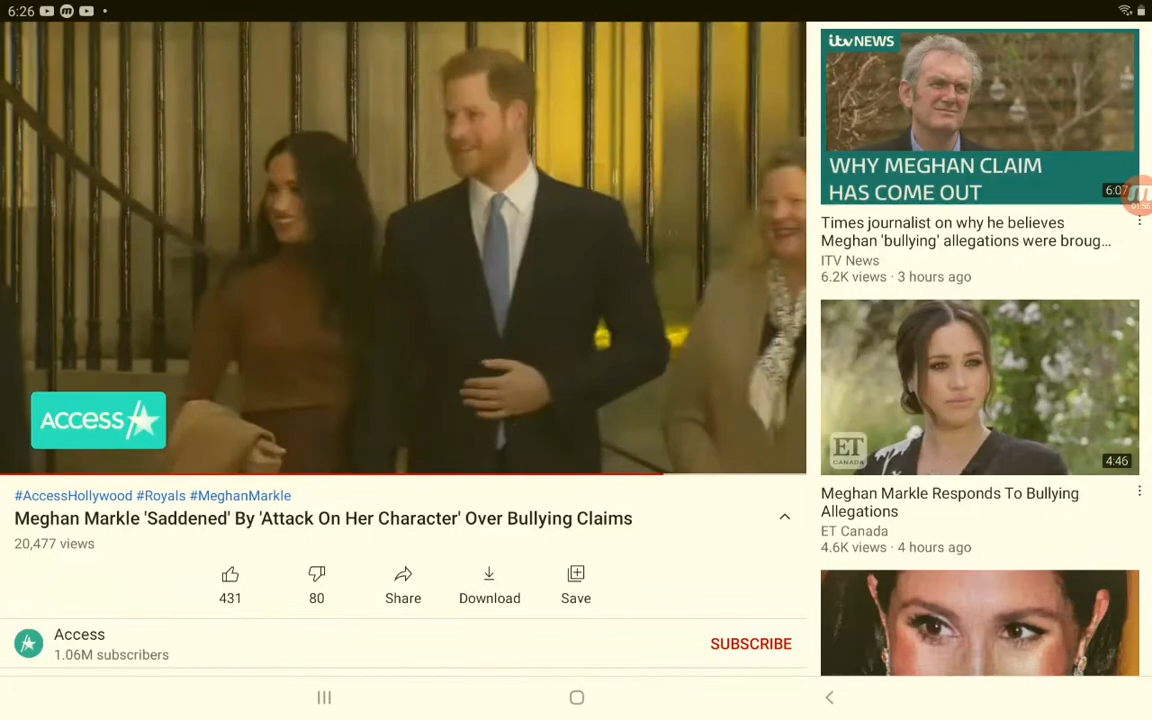 6:26
ACCESS
#AccessHollywood #Royals #MeghanMarkle
Meghan Markle 'Saddened' By 'Attack On Her Character' Over Bullying Claims
20,477 views
431
80
Share
Download
Save
Access
1.06M subscribers
SUBSCRIBE
itv NEWS
WHY MEGHAN CLAIM
HAS COME OUT
6:07
01:56
Times journalist on why he believes
Meghan 'bullying' allegations were broug...
ITV News
6.2K views · 3 hours ago
ET
CANADA
4:46
Meghan Markle Responds To Bullying
Allegations
ET Canada
4.6K views · 4 hours ago